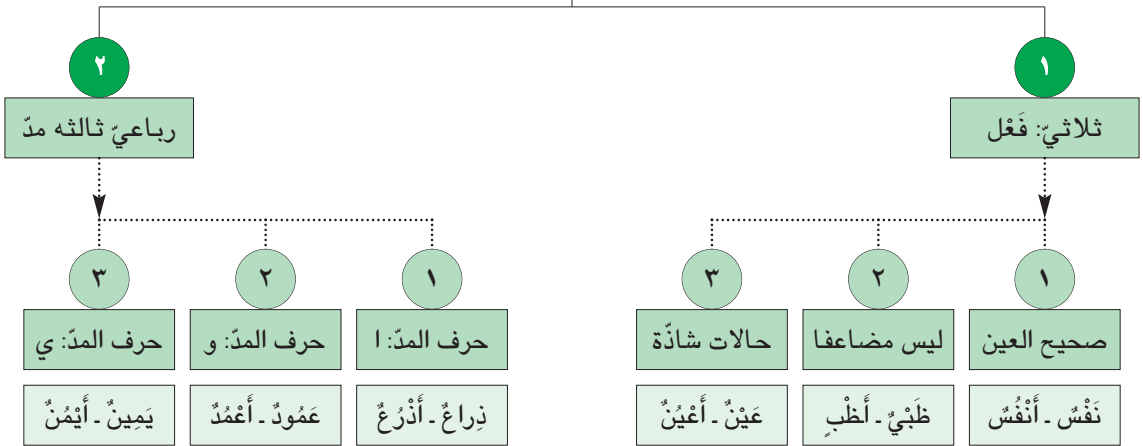 ١
ثلاثيّ: فَعْل
١
صحيح العين
نَفْسٌ ـ أَنْفُسٌ
٢
ليس مضاعفا
ظَبْيٌ ـ أَظْبٍ
٣
حالات شاذّة
عَيْنٌ ـ أَعْيُنٌ
٢
رباعيّ ثالثه مدّ
١
حرف المدّ: ا
ذِراعٌ ـ أَذْرُعٌ
٢
حرف المدّ: و
عَمُودٌ ـ أَعْمُدٌ
٣
حرف المدّ: ي
يَمِينٌ ـ أَيْمُنٌ